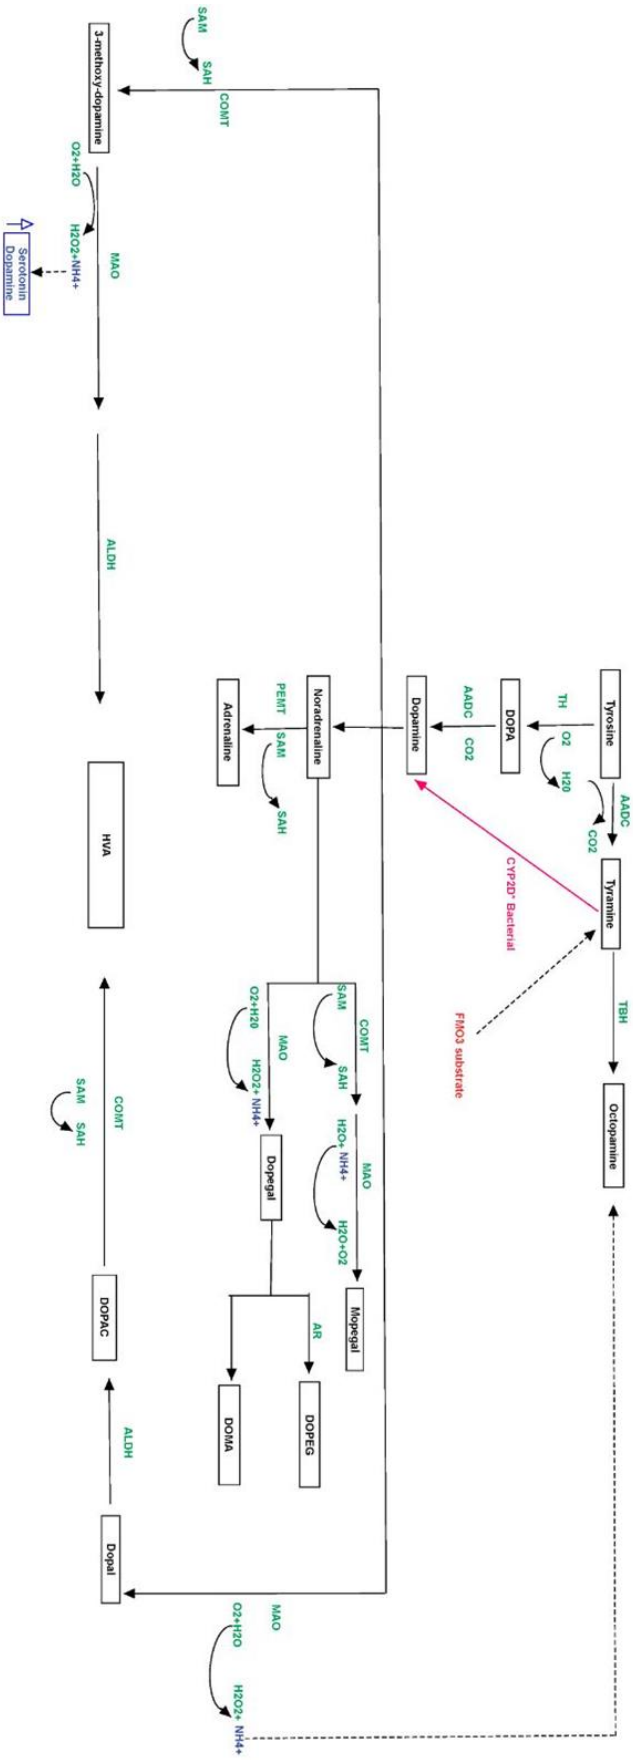 AADC
TBH
Tyrosine
Tyramine
Octopamine
CO2
TH
O2
H20
DOPA
CYP2D* Bacterial
AADC
CO2
FMO3 substrate
Dopamine
COMT
MAO
SAM
SAH
H2O+ NH4+
H2O+O2
Mopegal
Noradrenaline
AR
DOPEG
PEMT
SAM
SAH
MAO
O2+H20
H2O2+ NH4+
Dopegal
Adrenaline
DOMA
MAO
O2+H2O
H2O2+ NH4+
COMT
SAM
SAH
3-methoxy-dopamine
MAO
O2+H2O
H2O2+NH4+
Serotonin
Dopamine
ALDH
HVA
COMT
SAM
SAH
DOPAC
ALDH
Dopal